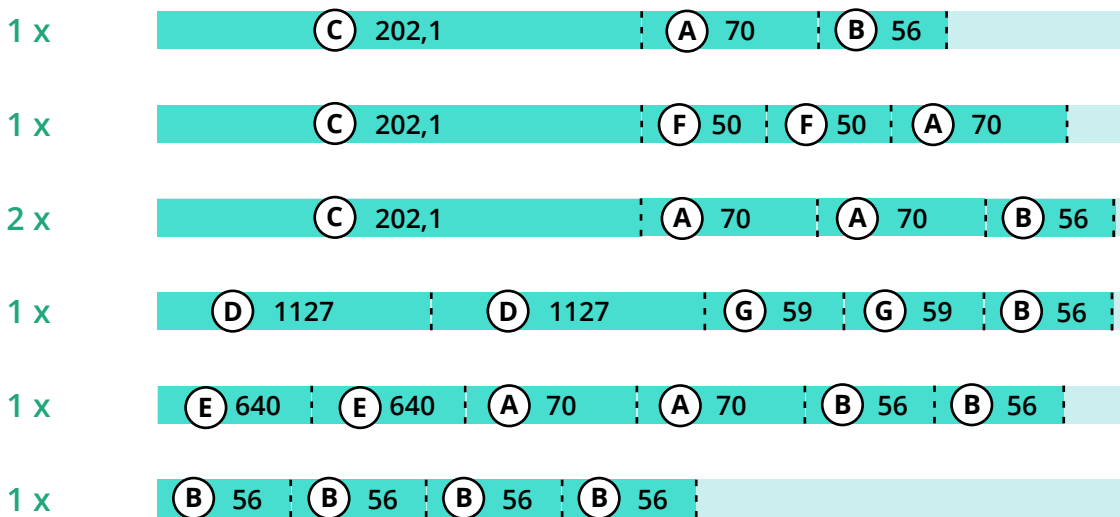 1 x C 202,1 A 70 B 56
1 x C 202,1 F 50 F 50 A 70
2 x C 202,1 A 70 A 70 B 56
1 x D 1127 D 1127 G 59 G 59 B 56
1 x E 640 E 640 A 70 A 70 B 56 B 56
1 x B 56 B 56 B 56 B 56